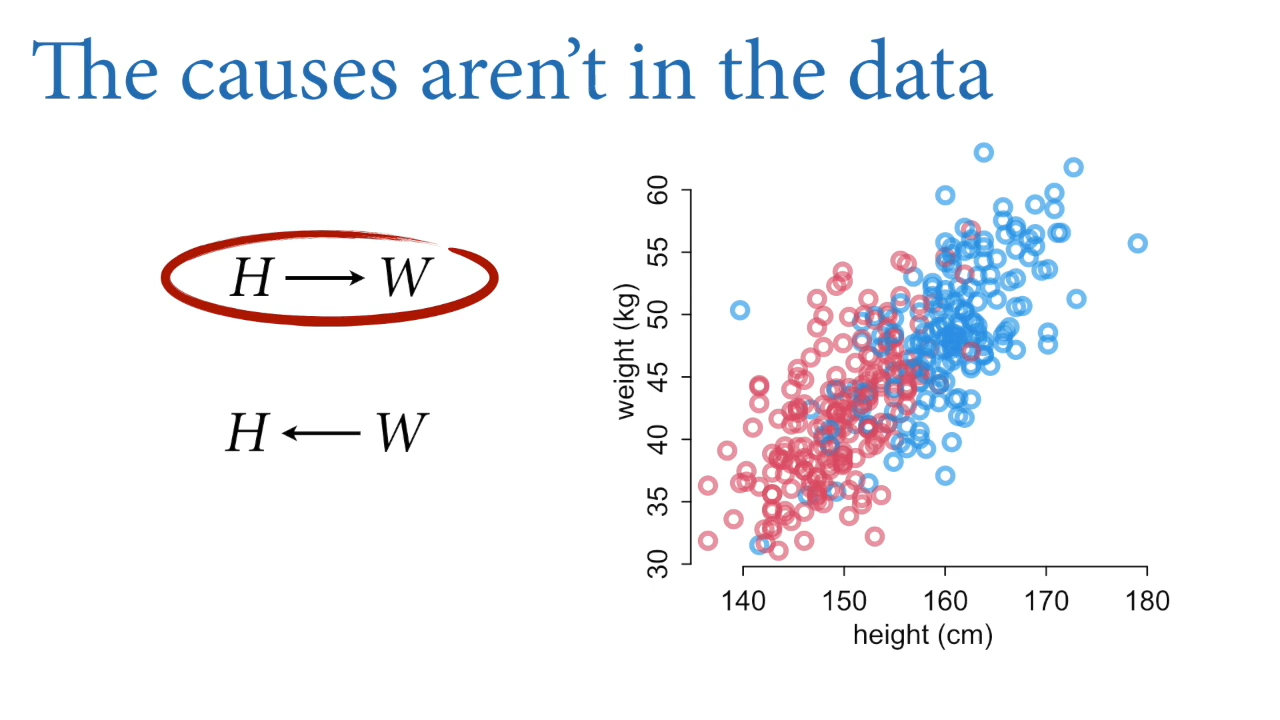 The causes aren’t in the data
H → W
H ← W
weight (kg)
60
55
50
45
40
35
30
140 150 160 170 180
height (cm)